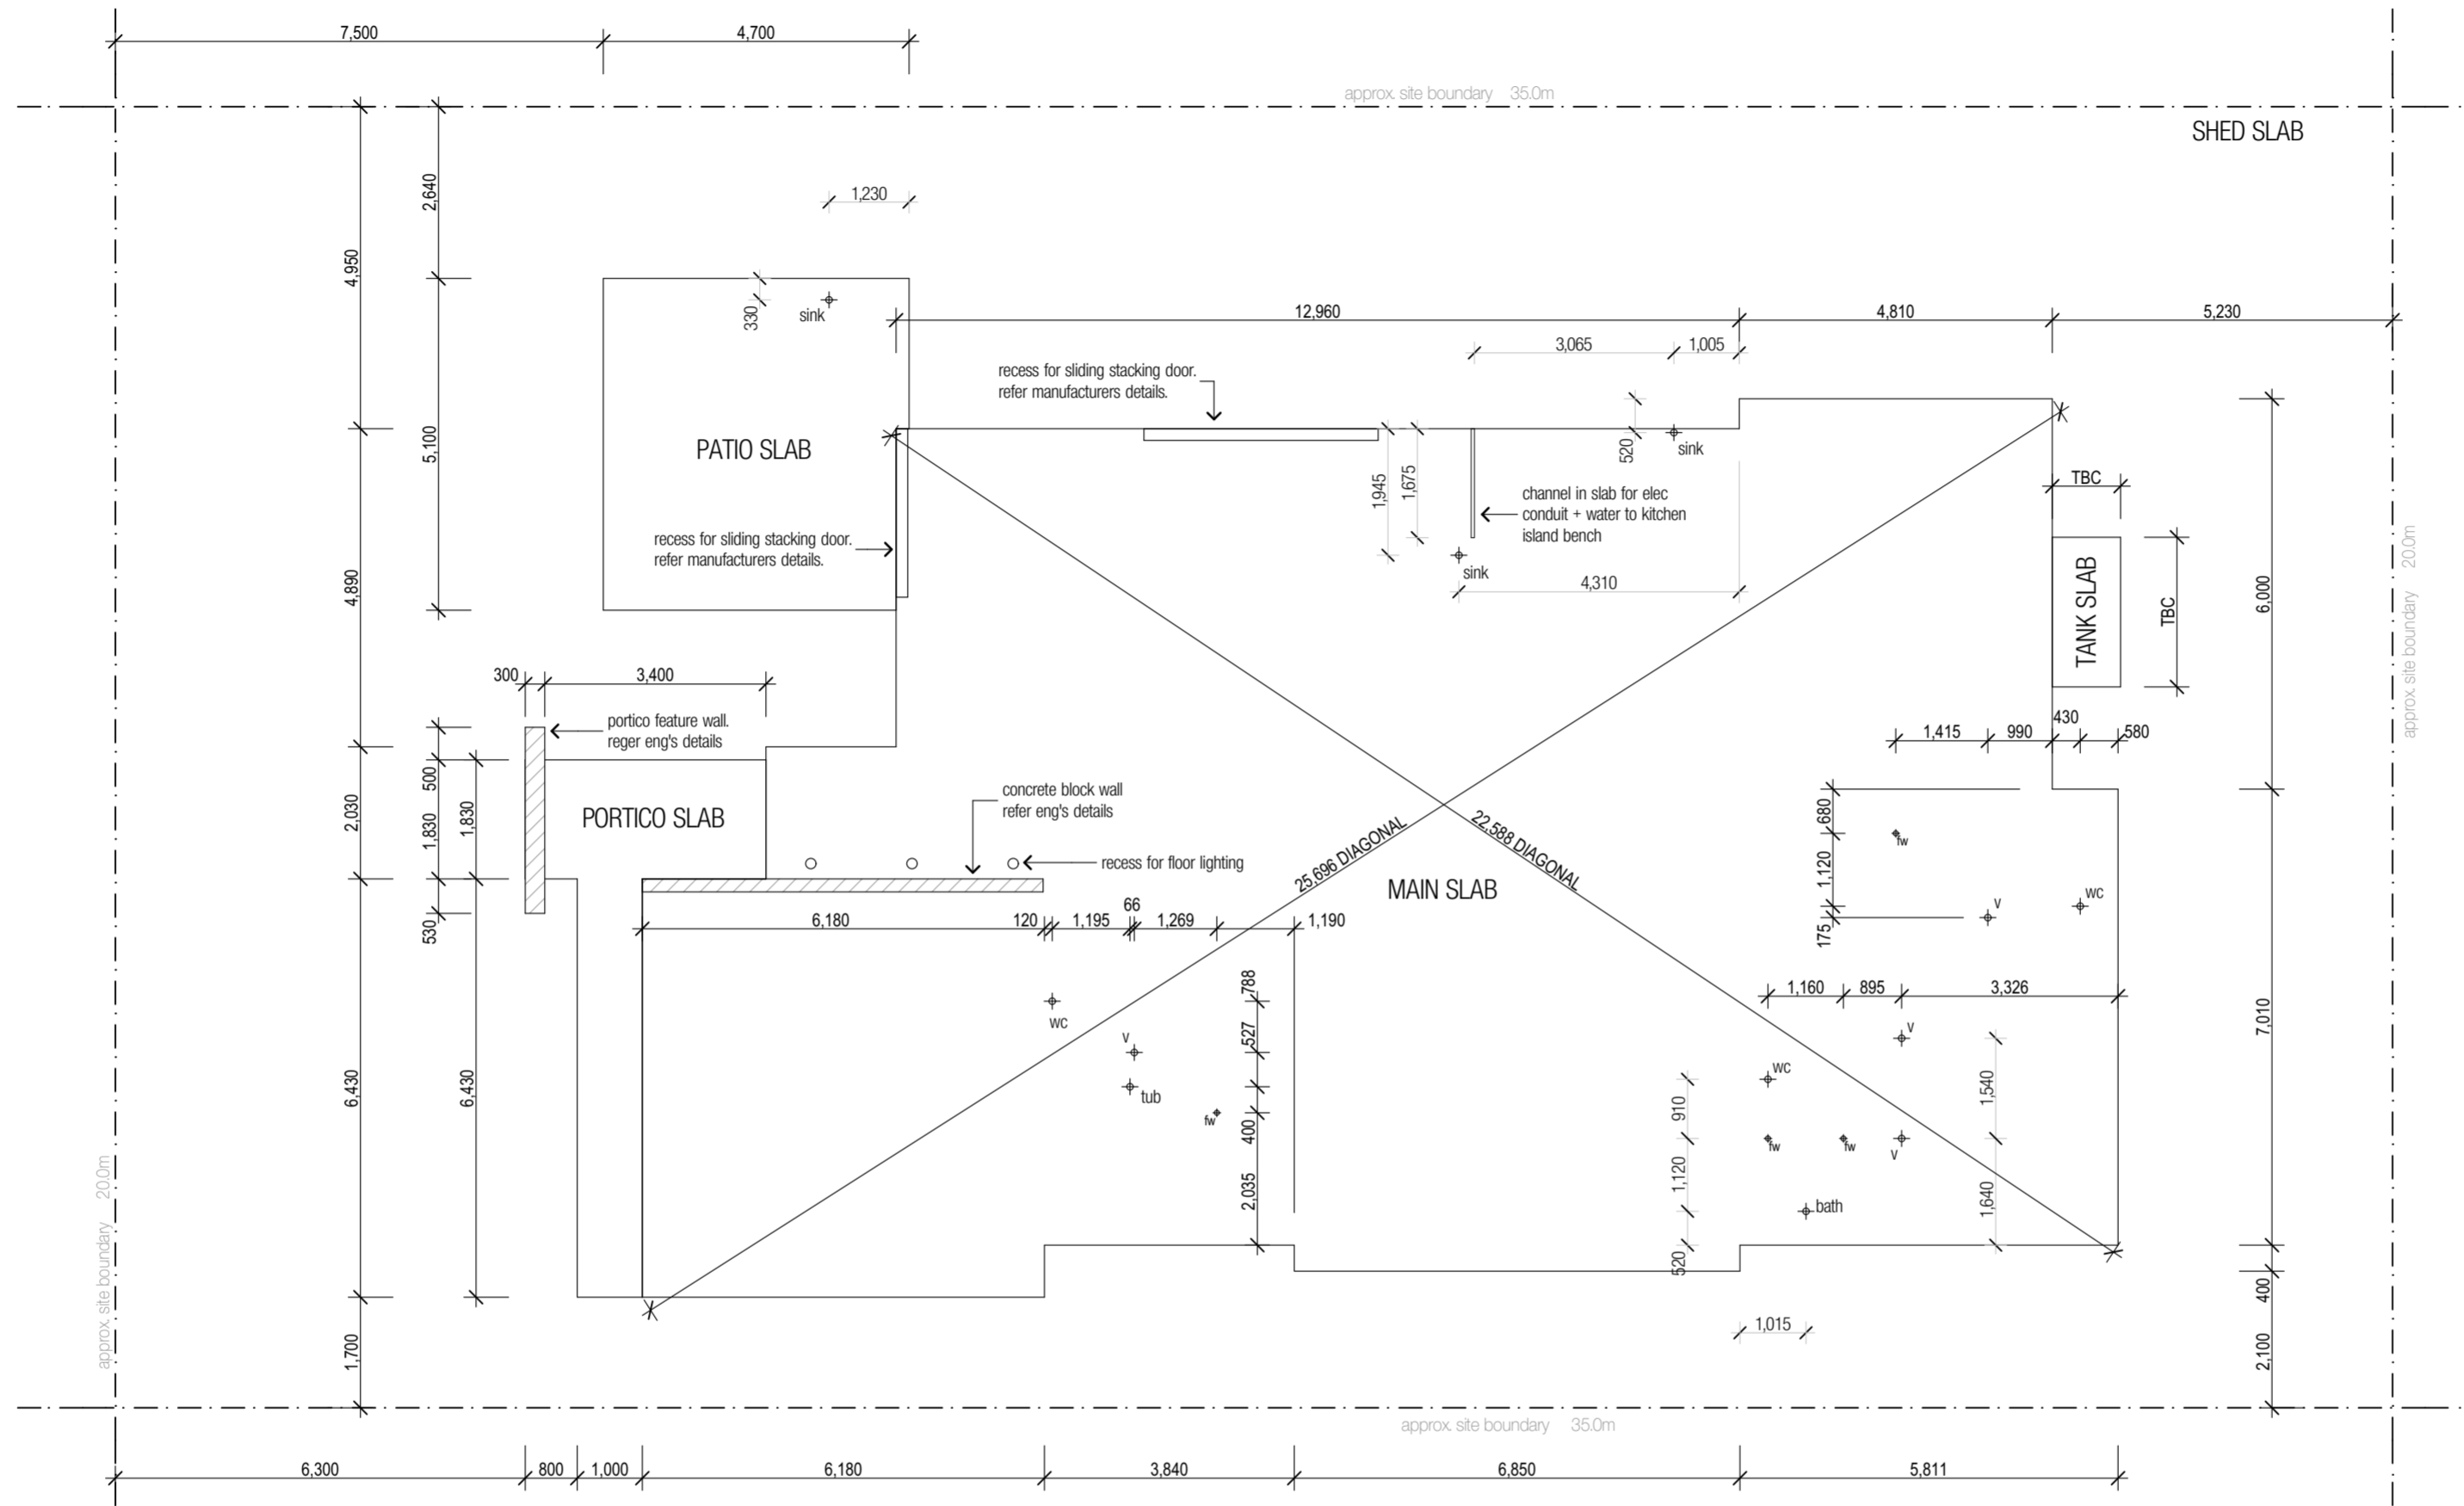 7,500
4,700
approx. site boundary 35.0m
SHED SLAB
2,640
1,230
4,950
330
sink
12,960
4,810
5,230
3,065
1,005
recess for sliding stacking door.
refer manufacturers details.
520
sink
5,100
PATIO SLAB
1,945
1,675
TBC
channel in slab for elec
conduit + water to kitchen
island bench
recess for sliding stacking door.
refer manufacturers details.
sink
4,310
4,890
TANK SLAB
TBC
6,000
approx. site boundary 20.0m
300
3,400
portico feature wall.
reger eng's details
430
1,415
990
580
500
2,030
1,830
1,830
PORTICO SLAB
concrete block wall
refer eng's details
recess for floor lighting
25,696 DIAGONAL
22,588 DIAGONAL
MAIN SLAB
680
fw
1,120
wc
v
175
530
6,180
120
1,195
66
1,269
1,190
788
wc
527
v
tub
fw
400
2,035
1,160
895
3,326
v
wc
910
1,540
fw
fw
v
1,120
1,640
bath
520
7,010
6,430
6,430
approx. site boundary 20.0m
1,700
1,015
400
2,100
approx. site boundary 35.0m
6,300
800
1,000
6,180
3,840
6,850
5,811